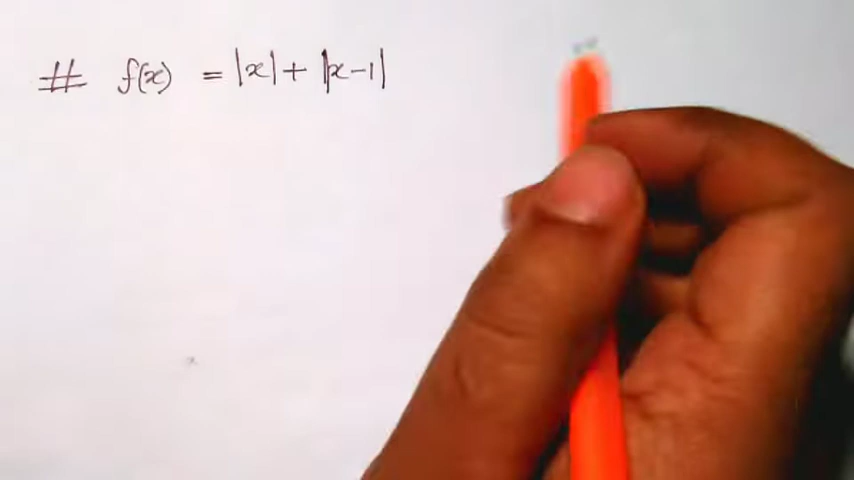 # f(x) = |x| + |x-1|